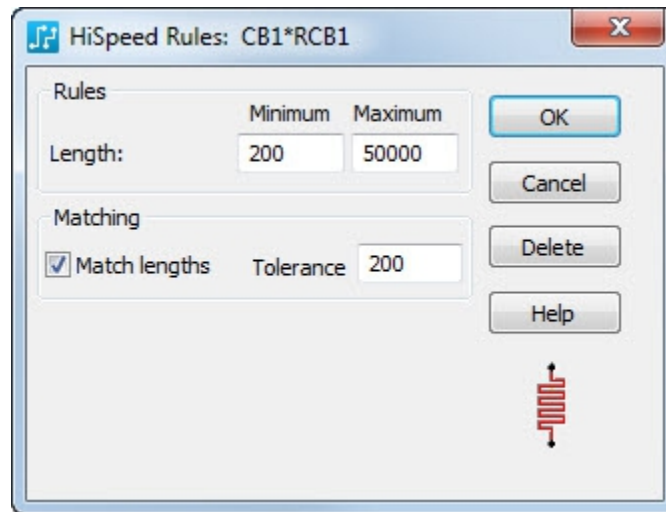 HiSpeed Rules: CB1*RCB1
Rules
Minimum Maximum
Length: 200 50000
Matching
Match lengths Tolerance 200
OK
Cancel
Delete
Help